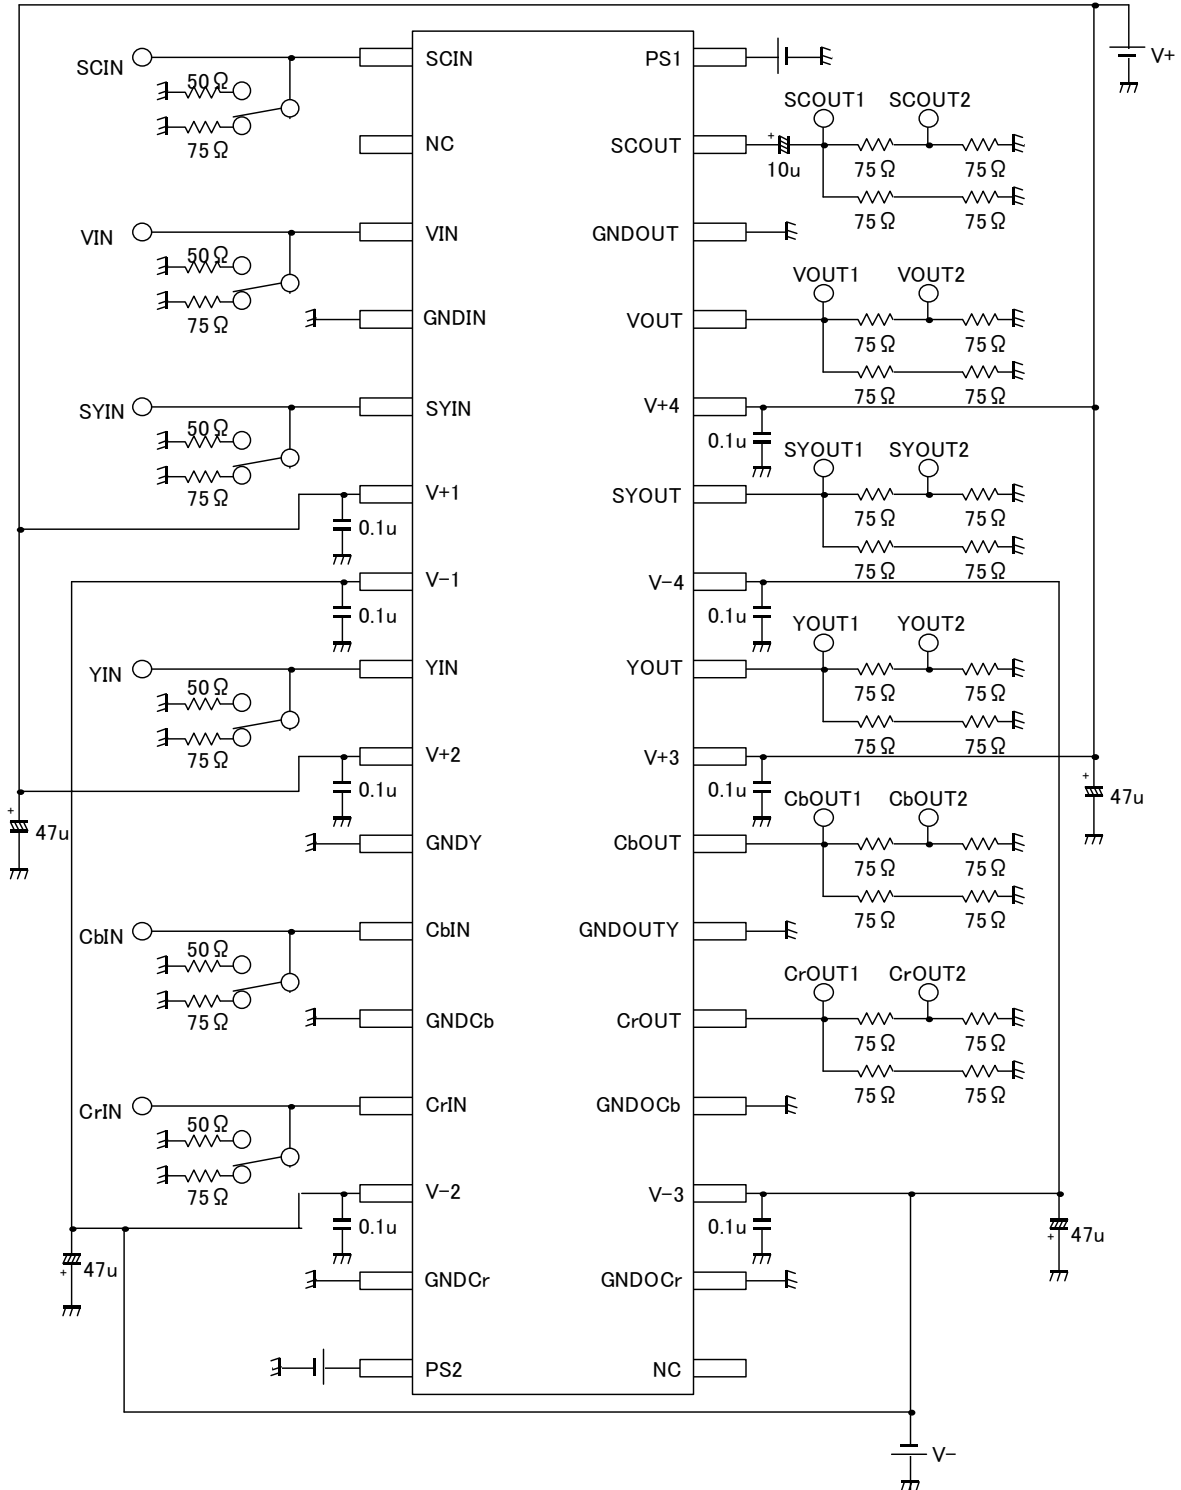 V+
SCIN
50Ω
75Ω
SCIN
PS1
SCOUT1 SCOUT2
NC
SCOUT
+
10u
75Ω 75Ω
75Ω 75Ω
VIN
50Ω
75Ω
VIN
GNDOUT
VOUT1 VOUT2
GNDIN
VOUT
75Ω 75Ω
75Ω 75Ω
SYIN
50Ω
75Ω
SYIN
V+4
0.1u
SYOUT1 SYOUT2
V+1
0.1u
SYOUT
75Ω 75Ω
75Ω 75Ω
V-1
0.1u
V-4
0.1u
YOUT1 YOUT2
YIN
50Ω
75Ω
YIN
YOUT
75Ω 75Ω
75Ω 75Ω
V+2
0.1u
V+3
0.1u
+
47u
+
47u
CbOUT1 CbOUT2
GNDY
CbOUT
75Ω 75Ω
75Ω 75Ω
CbIN
50Ω
75Ω
CbIN
GNDOUTY
CrOUT1 CrOUT2
GNDCb
CrOUT
75Ω 75Ω
75Ω 75Ω
CrIN
50Ω
75Ω
CrIN
GNDOCb
V-2
0.1u
V-3
0.1u
+
47u
+
47u
GNDCr
GNDOCr
PS2
NC
V-